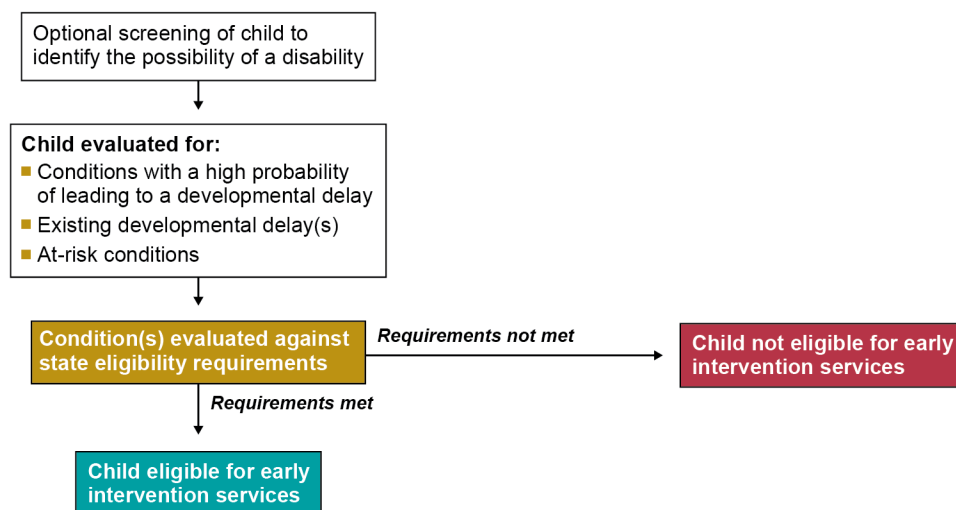 Optional screening of child to
identify the possibility of a disability
Child evaluated for:
Conditions with a high probability
of leading to a developmental delay
Existing developmental delay(s)
At-risk conditions
Condition(s) evaluated against
state eligibility requirements
Requirements not met
Child not eligible for early
intervention services
Requirements met
Child eligible for early
intervention services